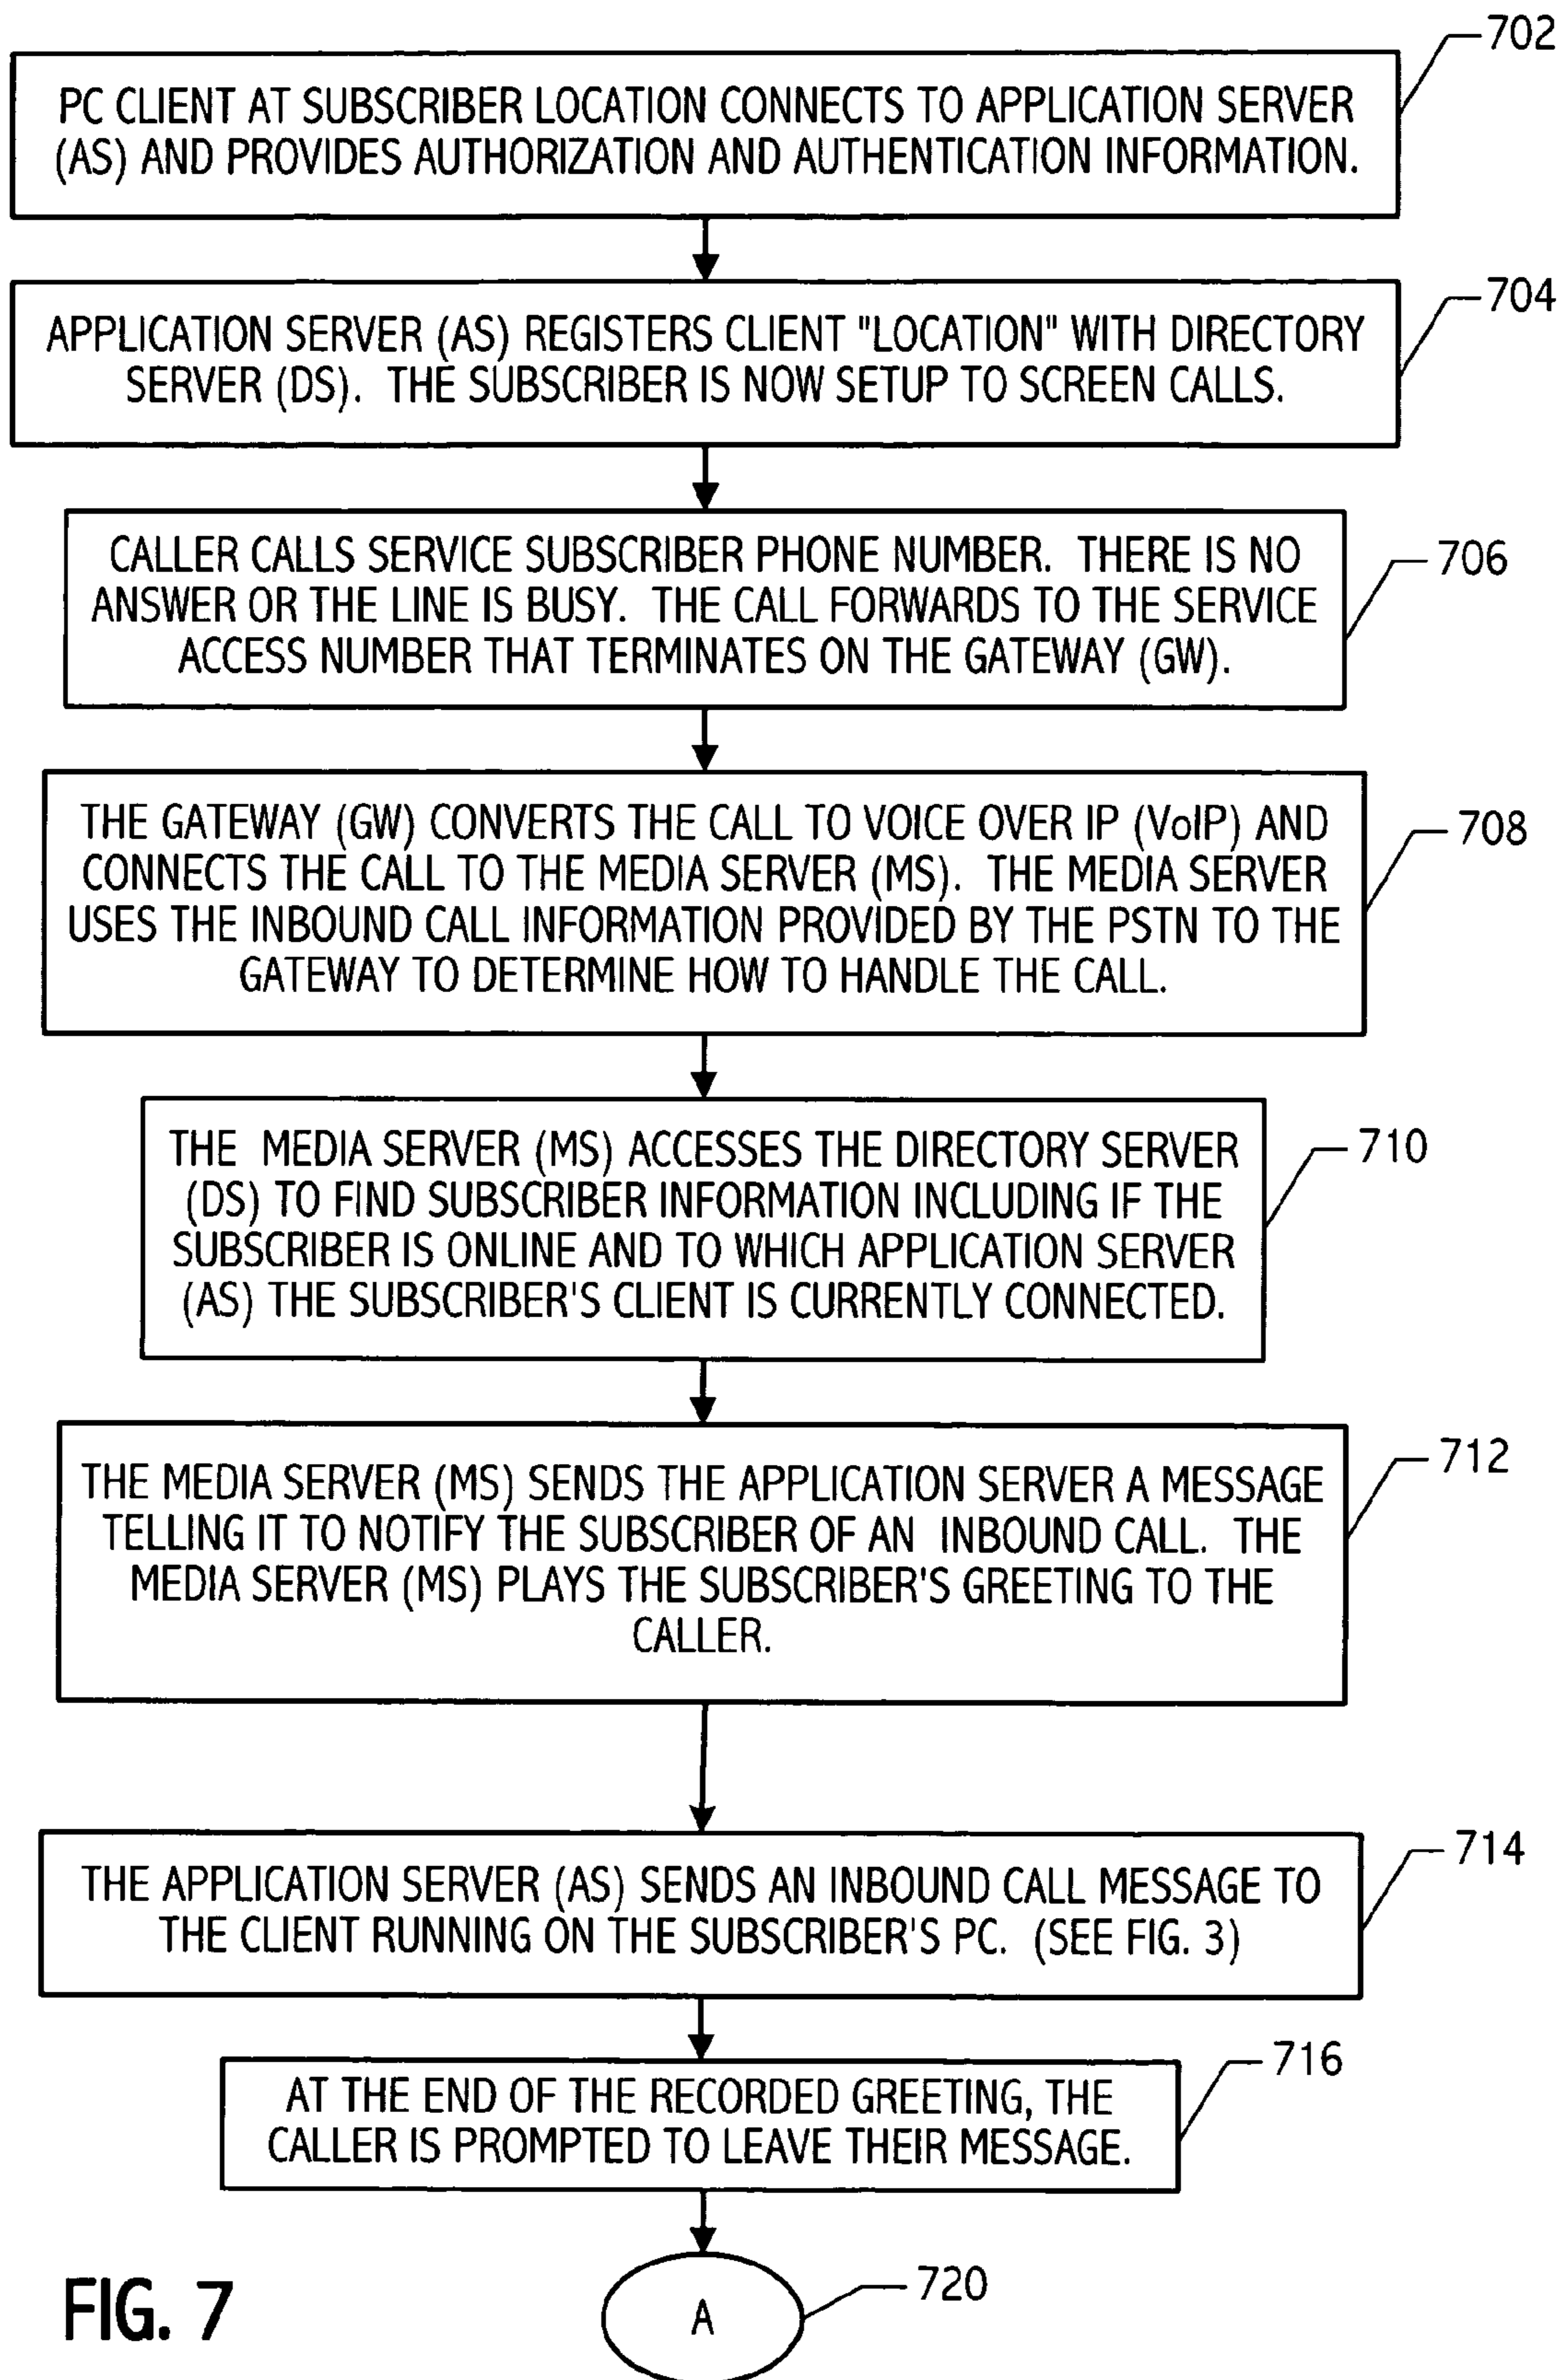 702
PC CLIENT AT SUBSCRIBER LOCATION CONNECTS TO APPLICATION SERVER
(AS) AND PROVIDES AUTHORIZATION AND AUTHENTICATION INFORMATION.
704
APPLICATION SERVER (AS) REGISTERS CLIENT "LOCATION" WITH DIRECTORY
SERVER (DS). THE SUBSCRIBER IS NOW SETUP TO SCREEN CALLS.
706
CALLER CALLS SERVICE SUBSCRIBER PHONE NUMBER. THERE IS NO
ANSWER OR THE LINE IS BUSY. THE CALL FORWARDS TO THE SERVICE
ACCESS NUMBER THAT TERMINATES ON THE GATEWAY (GW).
708
THE GATEWAY (GW) CONVERTS THE CALL TO VOICE OVER IP (VoIP) AND
CONNECTS THE CALL TO THE MEDIA SERVER (MS). THE MEDIA SERVER
USES THE INBOUND CALL INFORMATION PROVIDED BY THE PSTN TO THE
GATEWAY TO DETERMINE HOW TO HANDLE THE CALL.
710
THE MEDIA SERVER (MS) ACCESSES THE DIRECTORY SERVER
(DS) TO FIND SUBSCRIBER INFORMATION INCLUDING IF THE
SUBSCRIBER IS ONLINE AND TO WHICH APPLICATION SERVER
(AS) THE SUBSCRIBER'S CLIENT IS CURRENTLY CONNECTED.
712
THE MEDIA SERVER (MS) SENDS THE APPLICATION SERVER A MESSAGE
TELLING IT TO NOTIFY THE SUBSCRIBER OF AN INBOUND CALL. THE
MEDIA SERVER (MS) PLAYS THE SUBSCRIBER'S GREETING TO THE
CALLER.
714
THE APPLICATION SERVER (AS) SENDS AN INBOUND CALL MESSAGE TO
THE CLIENT RUNNING ON THE SUBSCRIBER'S PC. (SEE FIG. 3)
716
AT THE END OF THE RECORDED GREETING, THE
CALLER IS PROMPTED TO LEAVE THEIR MESSAGE.
720
A
FIG. 7